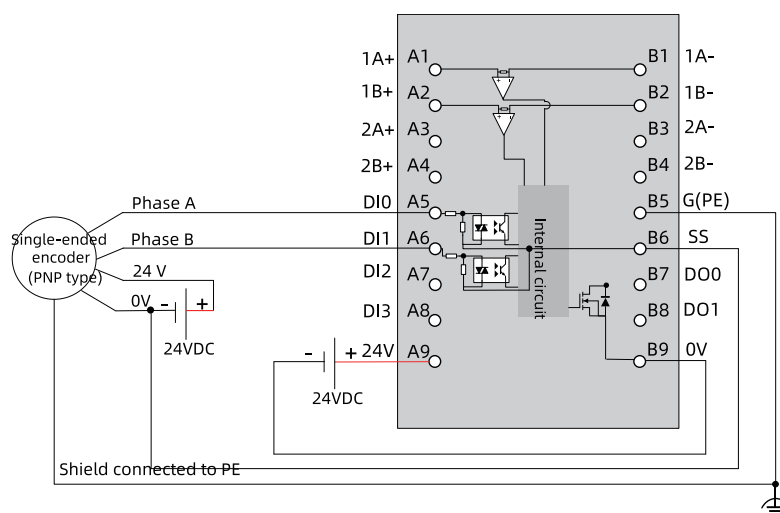 1A+ A1 B1 1A-
1B+ A2 B2 1B-
2A+ A3 B3 2A-
2B+ A4 B4 2B-
Phase A DI0 A5 B5 G(PE)
Single-ended
encoder
(PNP type)
Phase B DI1 A6 B6 SS
24 V DI2 A7 B7 DO0
0V - + DI3 A8 B8 DO1
24VDC
Internal circuit
- + 24V A9 B9 0V
24VDC
Shield connected to PE